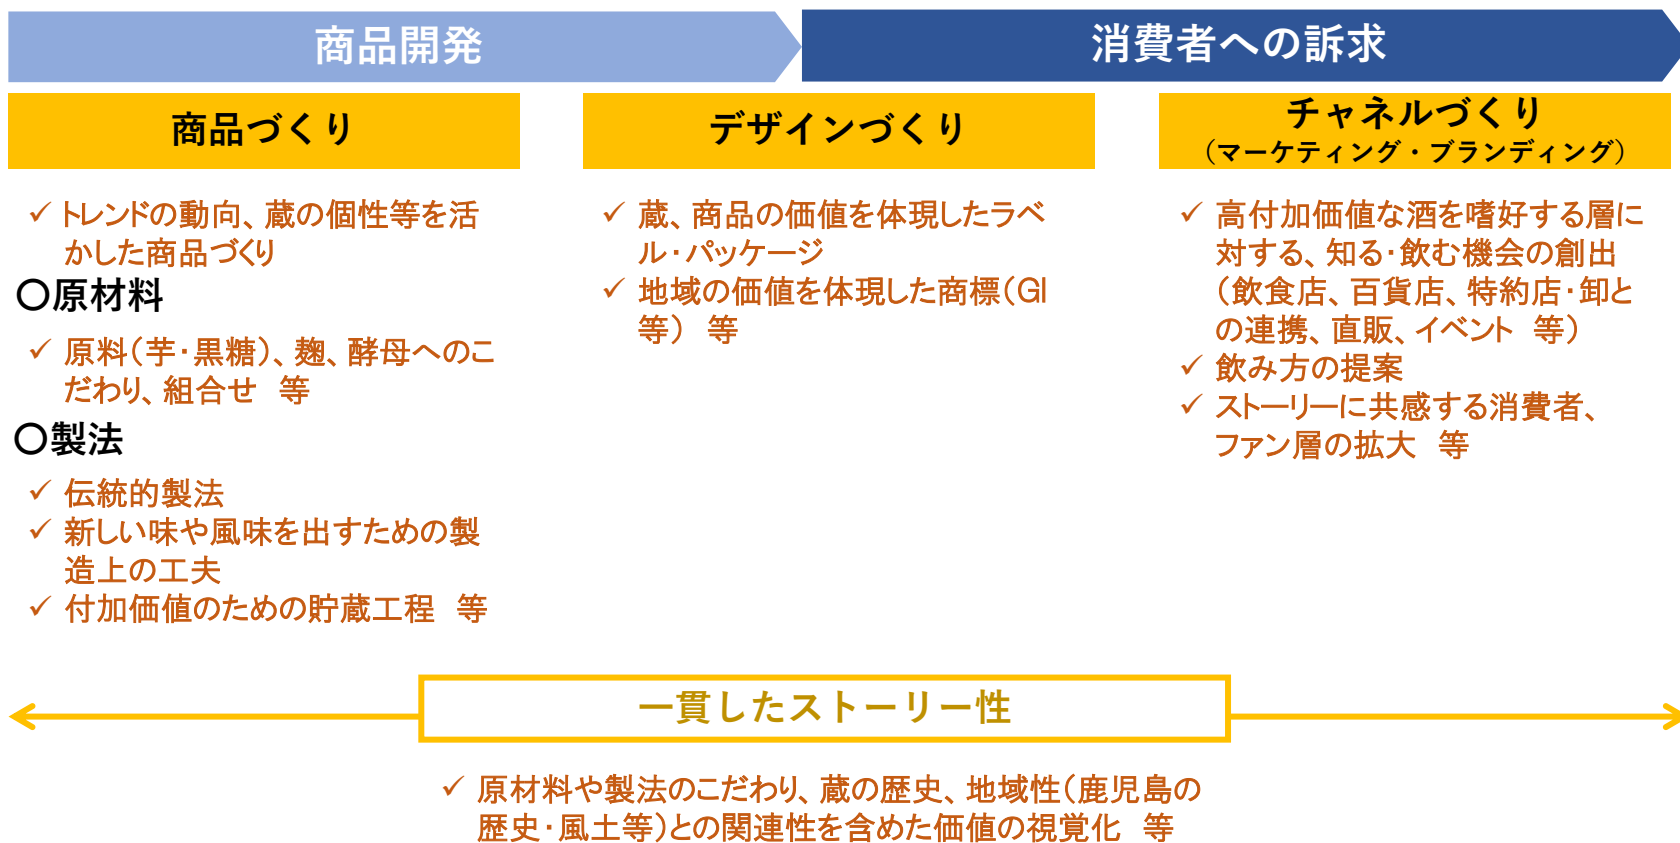 商品開発
消費者への訴求
商品づくり
✓ トレンドの動向、蔵の個性等を活
かした商品づくり
〇原材料
✓ 原料（芋・黒糖）、麹、酵母へのこ
だわり、組合せ 等
〇製法
✓ 伝統的製法
✓ 新しい味や風味を出すための製
造上の工夫
✓ 付加価値のための貯蔵工程 等
デザインづくり
✓ 蔵、商品の価値を体現したラベ
ル・パッケージ
✓ 地域の価値を体現した商標（GI
等） 等
チャネルづくり
（マーケティング・ブランディング）
✓ 高付加価値な酒を嗜好する層に
対する、知る・飲む機会の創出
（飲食店、百貨店、特約店・卸と
の連携、直販、イベント 等）
✓ 飲み方の提案
✓ ストーリーに共感する消費者、
ファン層の拡大 等
一貫したストーリー性
✓ 原材料や製法のこだわり、蔵の歴史、地域性（鹿児島の
歴史・風土等）との関連性を含めた価値の視覚化 等